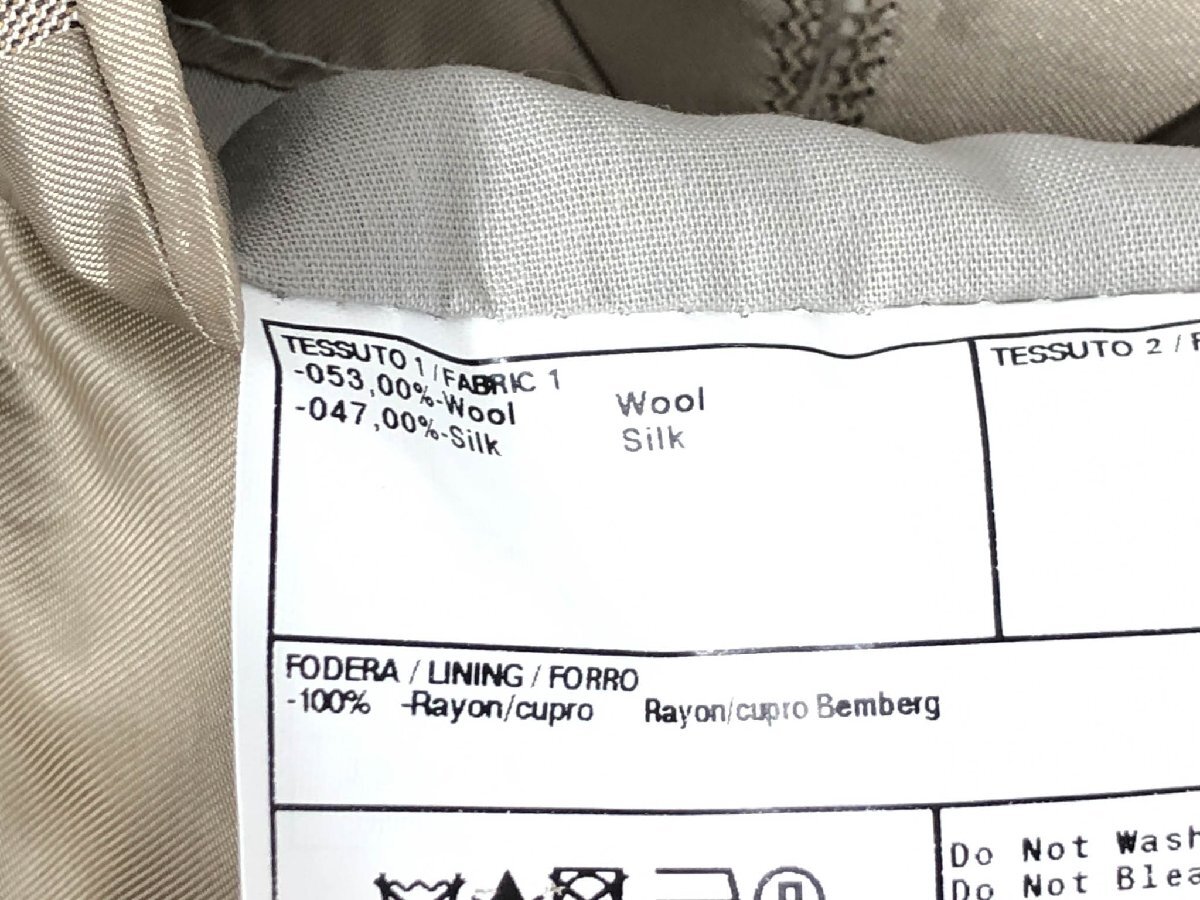 TESSUTO 1 / FABRIC 1
-053,00%-Wool Wool
-047,00%-Silk Silk
TESSUTO 2 /
FODERA / LINING / FORRO
-100% -Rayon/cupro Rayon/cupro Bemberg
Do Not Wash
Do Not Blea